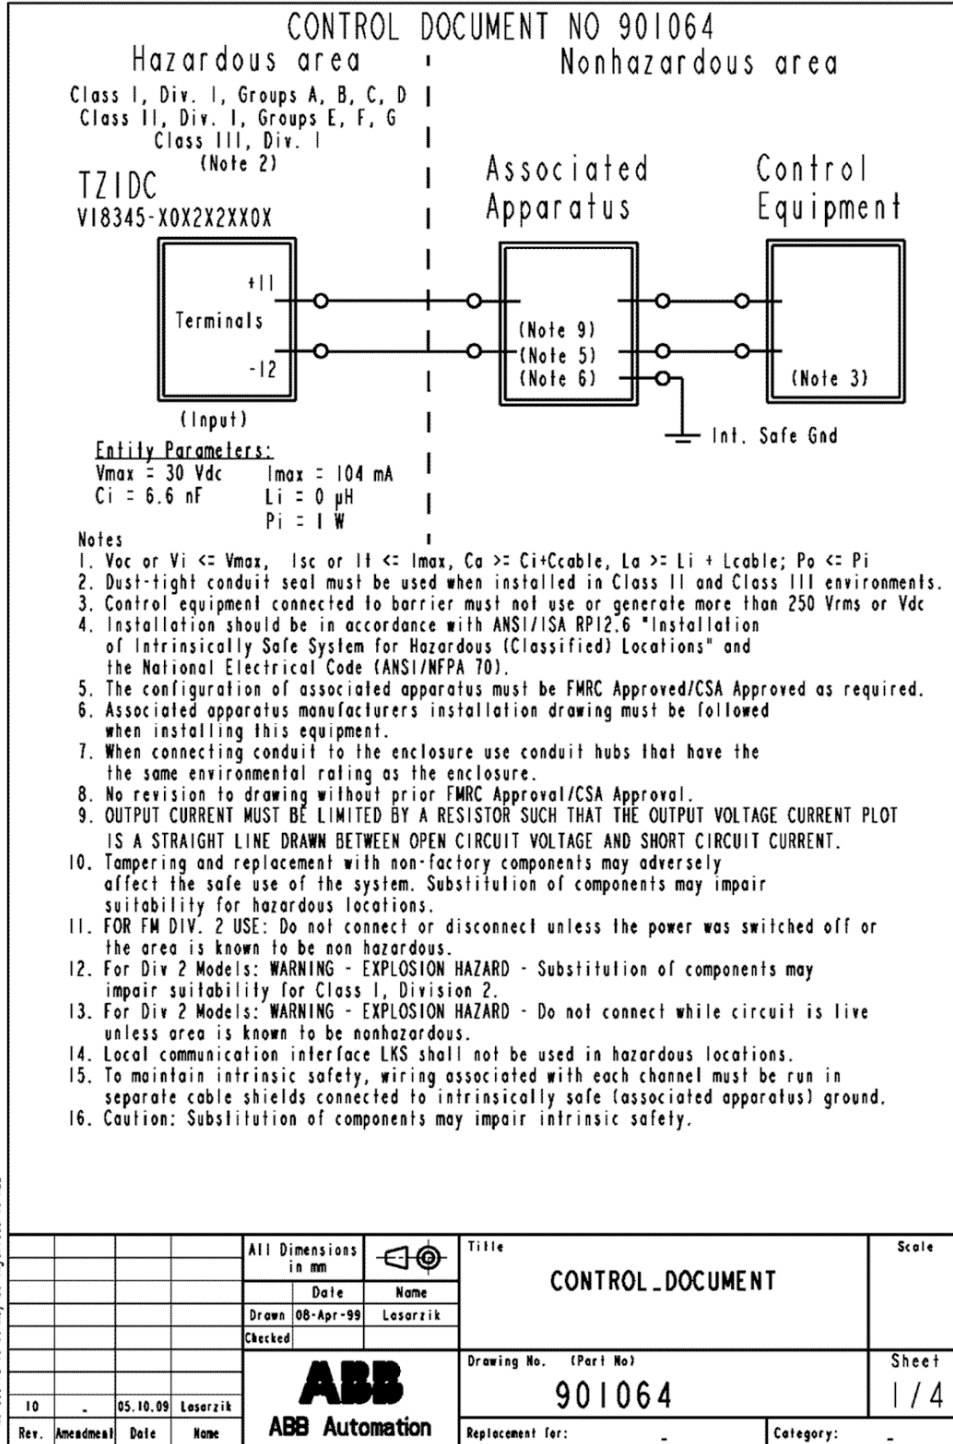 CONTROL DOCUMENT NO 901064
Hazardous area
Nonhazardous area
Class I, Div. I, Groups A, B, C, D
Class II, Div. I, Groups E, F, G
Class III, Div. I
(Note 2)
TZIDC
V18345-X0X2X2XX0X
Associated
Apparatus
Control
Equipment
+11
Terminals
-12
(Note 9)
(Note 5)
(Note 6)
(Note 3)
(Input)
Int. Safe Gnd
Entity Parameters:
Vmax = 30 Vdc Imax = 104 mA
Ci = 6.6 nF Li = 0 µH
Pi = 1 W
Notes
1. Voc or Vi <= Vmax, Isc or It <= Imax, Ca >= Ci+Ccable, La >= Li + Lcable; Po <= Pi
2. Dust-tight conduit seal must be used when installed in Class II and Class III environments.
3. Control equipment connected to barrier must not use or generate more than 250 Vrms or Vdc
4. Installation should be in accordance with ANSI/ISA RP12.6 "Installation
of Intrinsically Safe System for Hazardous (Classified) Locations" and
the National Electrical Code (ANSI/NFPA 70).
5. The configuration of associated apparatus must be FMRC Approved/CSA Approved as required.
6. Associated apparatus manufacturers installation drawing must be followed
when installing this equipment.
7. When connecting conduit to the enclosure use conduit hubs that have the
the same environmental rating as the enclosure.
8. No revision to drawing without prior FMRC Approval/CSA Approval.
9. OUTPUT CURRENT MUST BE LIMITED BY A RESISTOR SUCH THAT THE OUTPUT VOLTAGE CURRENT PLOT
IS A STRAIGHT LINE DRAWN BETWEEN OPEN CIRCUIT VOLTAGE AND SHORT CIRCUIT CURRENT.
10. Tampering and replacement with non-factory components may adversely
affect the safe use of the system. Substitution of components may impair
suitability for hazardous locations.
11. FOR FM DIV. 2 USE: Do not connect or disconnect unless the power was switched off or
the area is known to be non hazardous.
12. For Div 2 Models: WARNING - EXPLOSION HAZARD - Substitution of components may
impair suitability for Class I, Division 2.
13. For Div 2 Models: WARNING - EXPLOSION HAZARD - Do not connect while circuit is live
unless area is known to be nonhazardous.
14. Local communication interface LKS shall not be used in hazardous locations.
15. To maintain intrinsic safety, wiring associated with each channel must be run in
separate cable shields connected to intrinsically safe (associated apparatus) ground.
16. Caution: Substitution of components may impair intrinsic safety.
All Dimensions
in mm
Title
CONTROL_DOCUMENT
Scale
Date Name
Drawn 08-Apr-99 Lasarzik
Checked
ABB
ABB Automation
Drawing No. (Part No)
901064
Sheet
1/4
10 - 05.10.09 Lasarzik
Rev. Amendment Date Name
Replacement for: -
Category: -